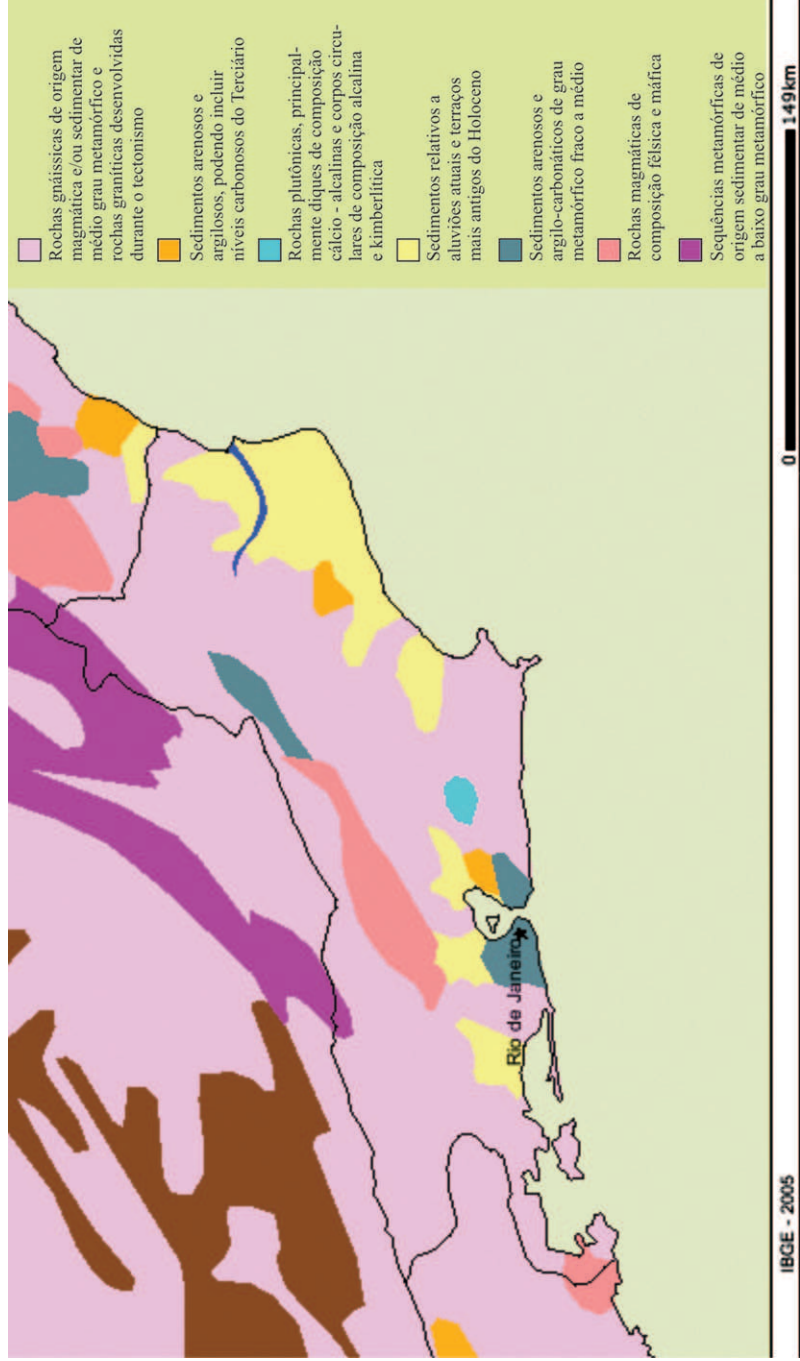 Rochas gnáissicas de origem
magmática e/ou sedimentar de
médio grau metamórfico e
rochas graníticas desenvolvidas
durante o tectonismo
Sedimentos arenosos e
argilosos, podendo incluir
níveis carbonosos do Terciário
Rochas plutônicas, principal-
mente diques de composição
cálcio - alcalinas e corpos circu-
lares de composição alcalina
e kimberlítica
Sedimentos relativos a
aluviões atuais e terraços
mais antigos do Holoceno
Sedimentos arenosos e
argilo-carbonáticos de grau
metamórfico fraco a médio
Rochas magmáticas de
composição félsica e máfica
Sequências metamórficas de
origem sedimentar de médio
a baixo grau metamórfico
Rio de Janeiro
IBGE - 2005
0 149km